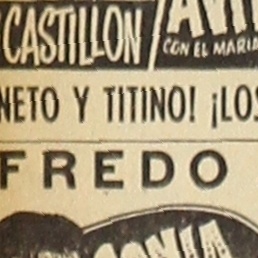 CASTILLON
CON EL MARIA
NETO Y TITINO! ¡LOS
FREDO